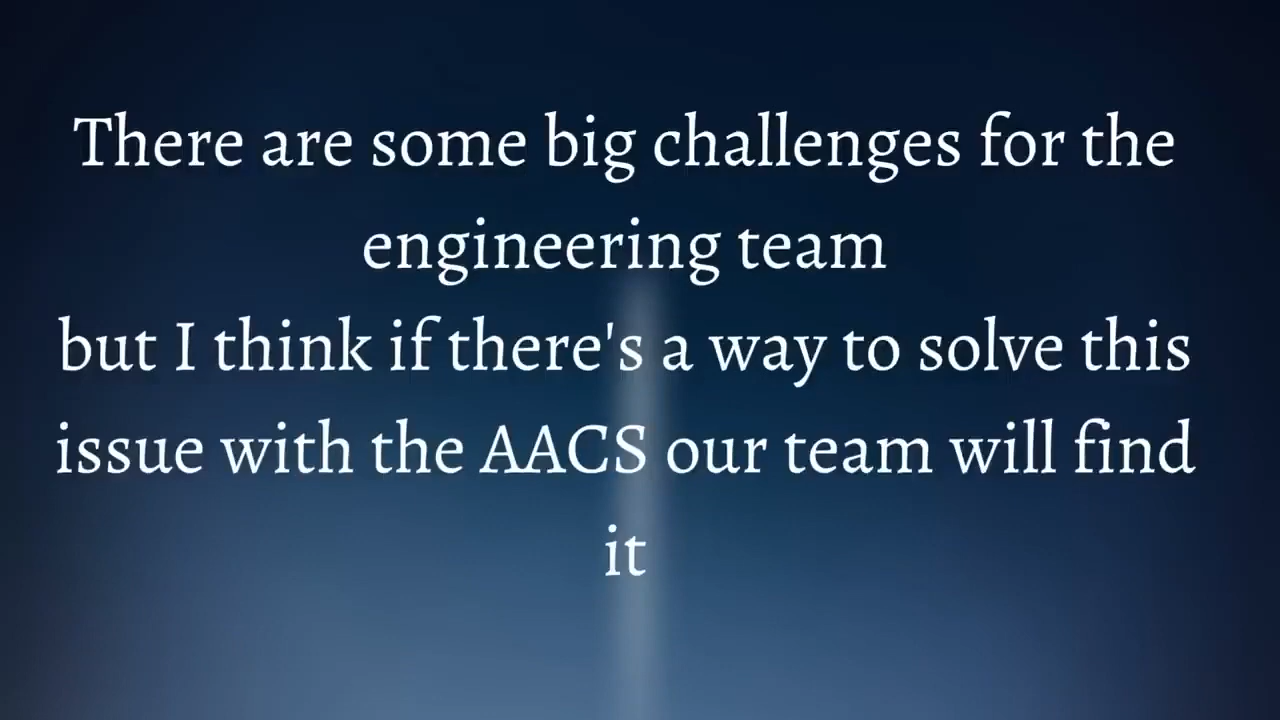 There are some big challenges for the
engineering team
but I think if there's a way to solve this
issue with the AACS our team will find
it